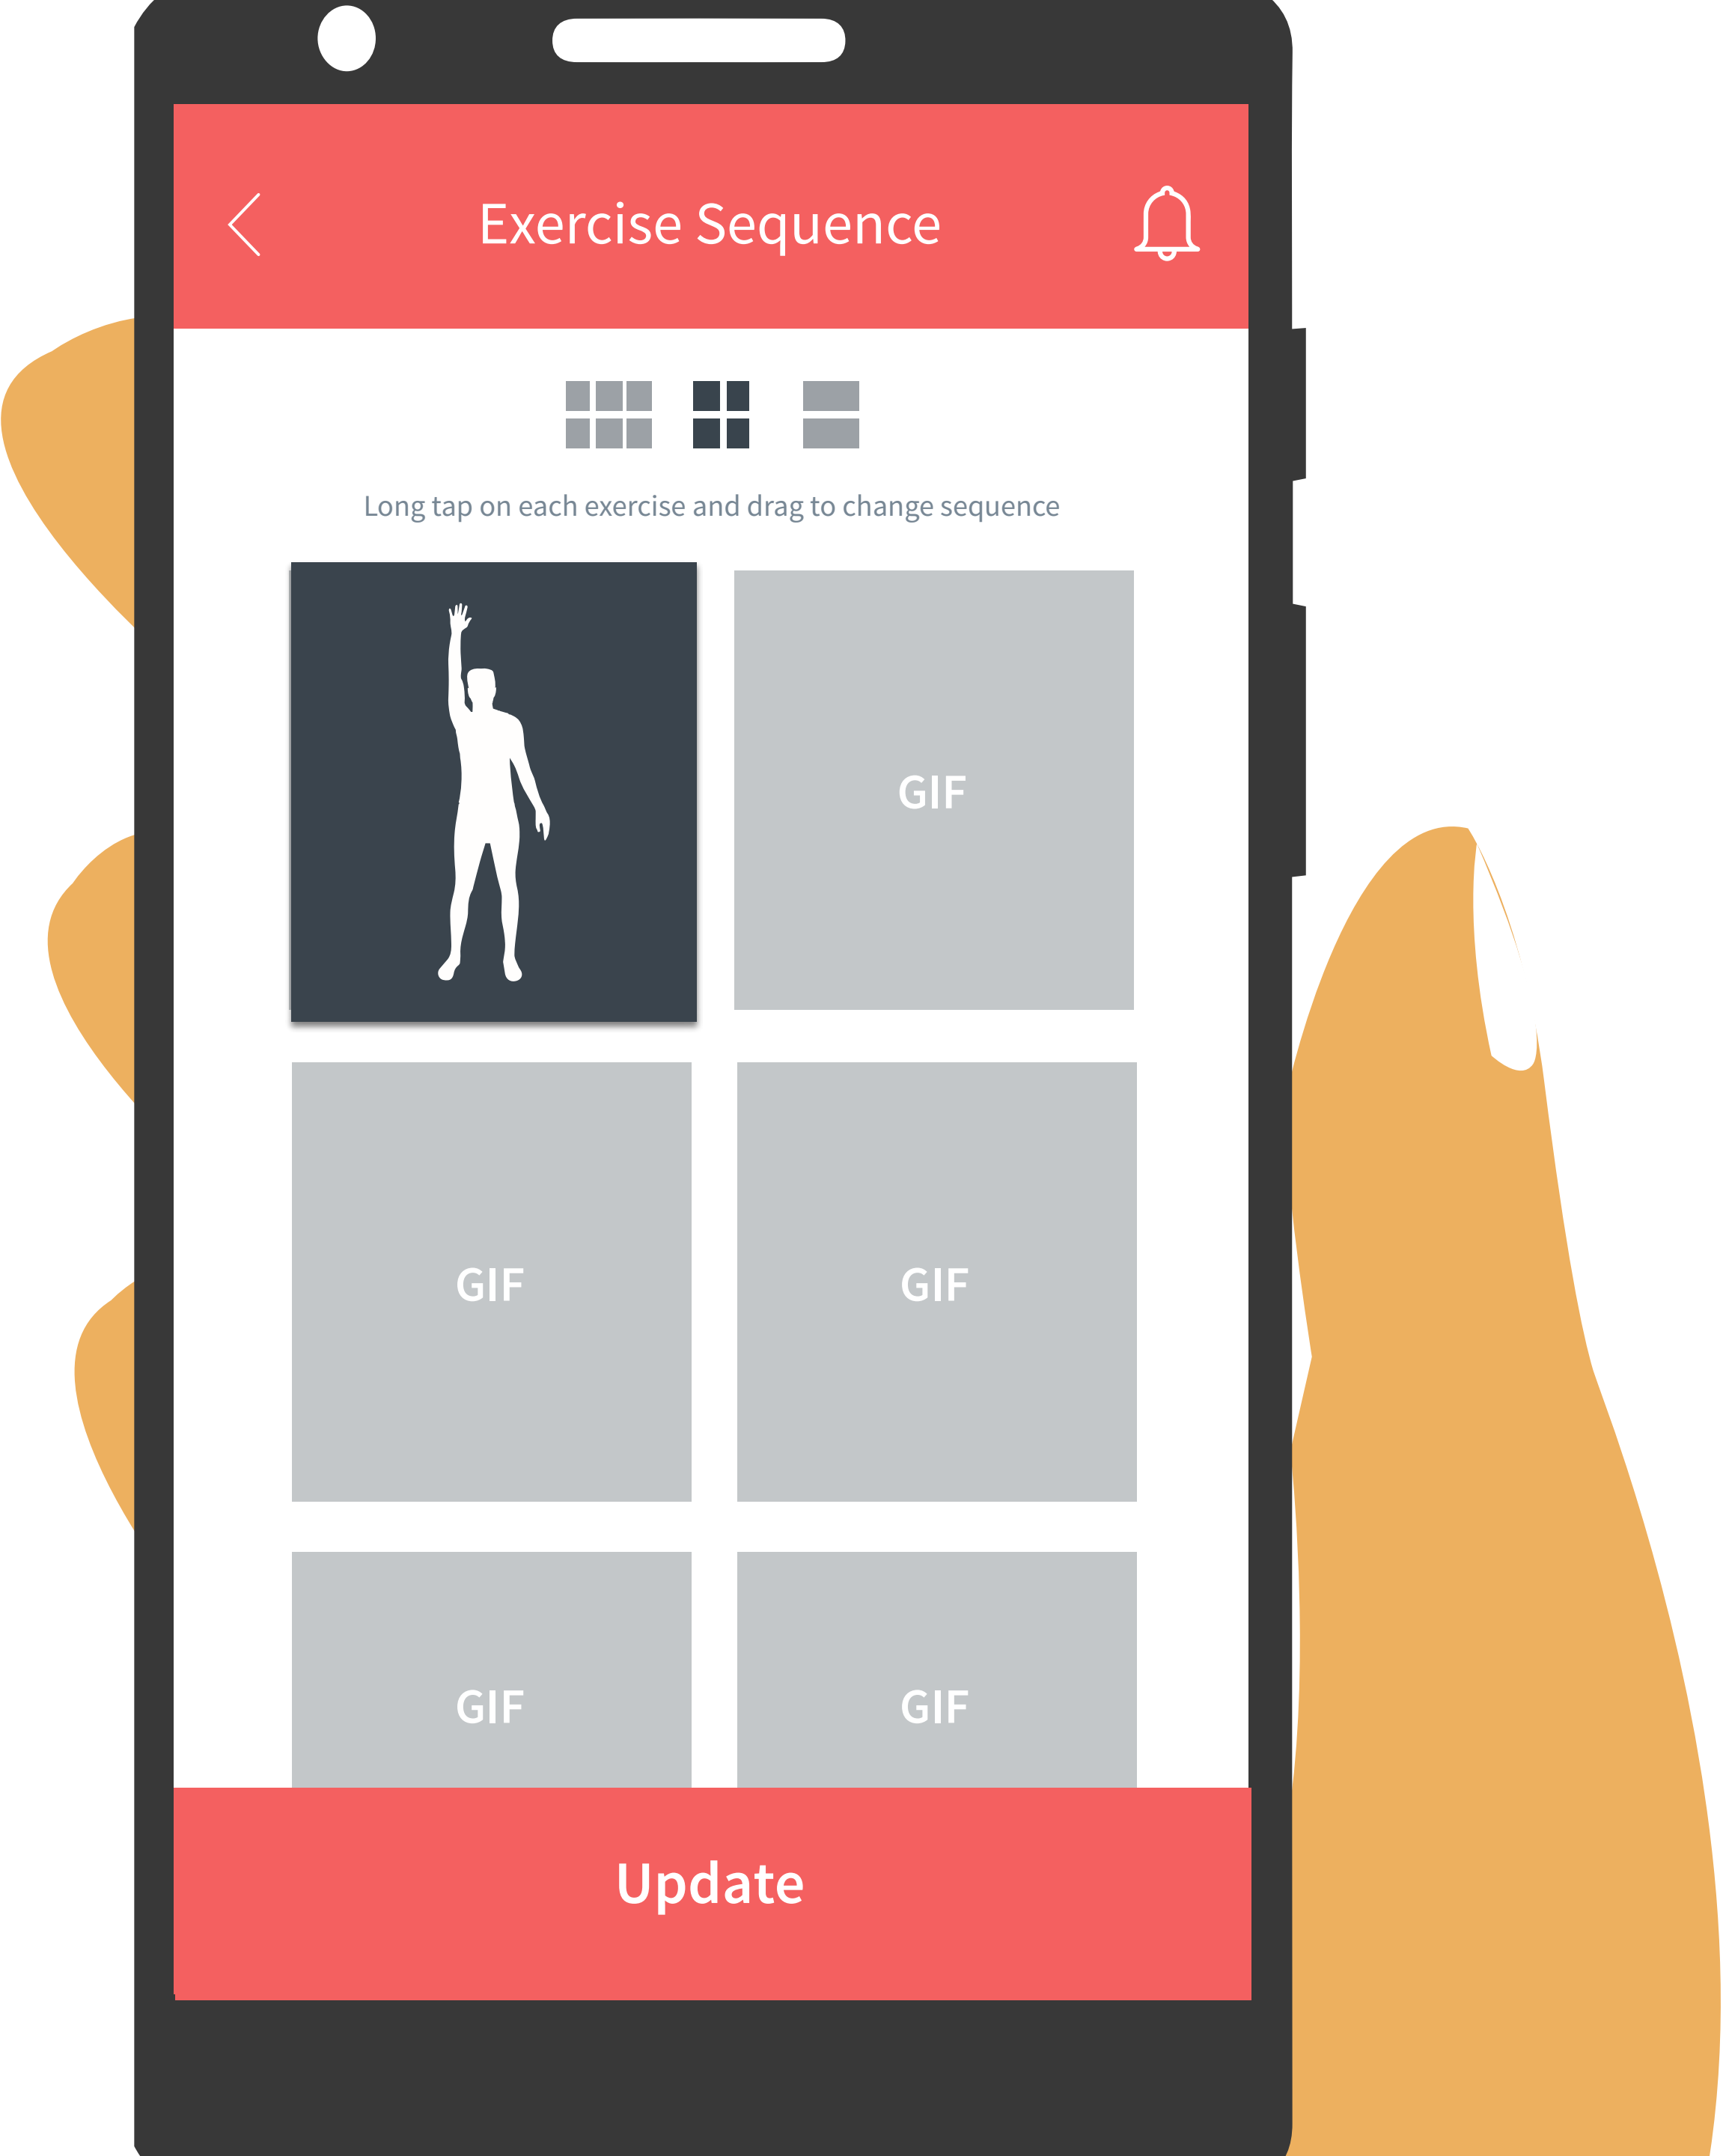 Exercise Sequence
Long tap on each exercise and drag to change sequence
GIF
GIF
GIF
GIF
GIF
Update